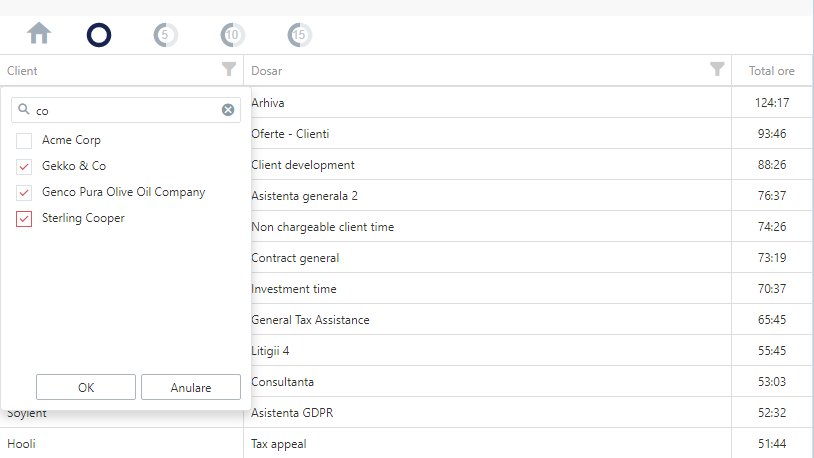 5 10 15
Client Dosar Total ore
co
Acme Corp
Gekko & Co
Genco Pura Olive Oil Company
Sterling Cooper
OK Anulare
Arhiva 124:17
Oferte - Clienti 93:46
Client development 88:26
Asistenta generala 2 76:37
Non chargeable client time 74:26
Contract general 73:19
Investment time 70:37
General Tax Assistance 65:45
Litigii 4 55:45
Consultanta 53:03
Soylent Asistenta GDPR 52:32
Hooli Tax appeal 51:44